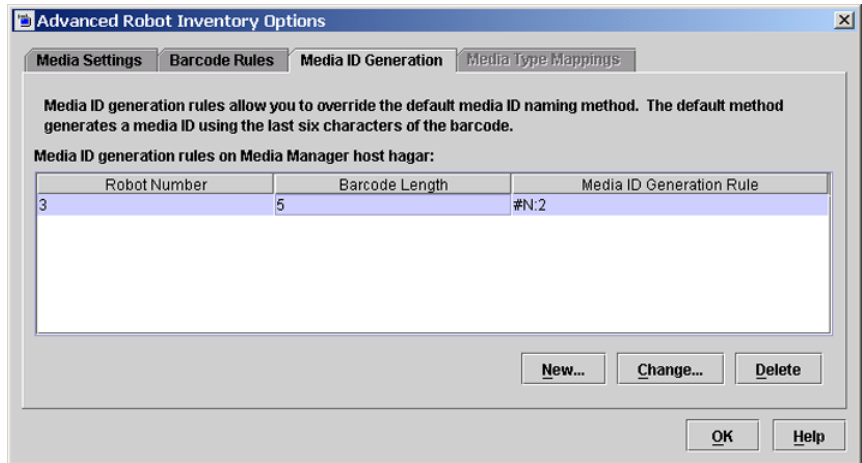 Advanced Robot Inventory Options
Media Settings Barcode Rules Media ID Generation Media Type Mappings
Media ID generation rules allow you to override the default media ID naming method. The default method
generates a media ID using the last six characters of the barcode.
Media ID generation rules on Media Manager host hagar:
Robot Number Barcode Length Media ID Generation Rule
3 5 #N:2
New... Change... Delete
OK Help